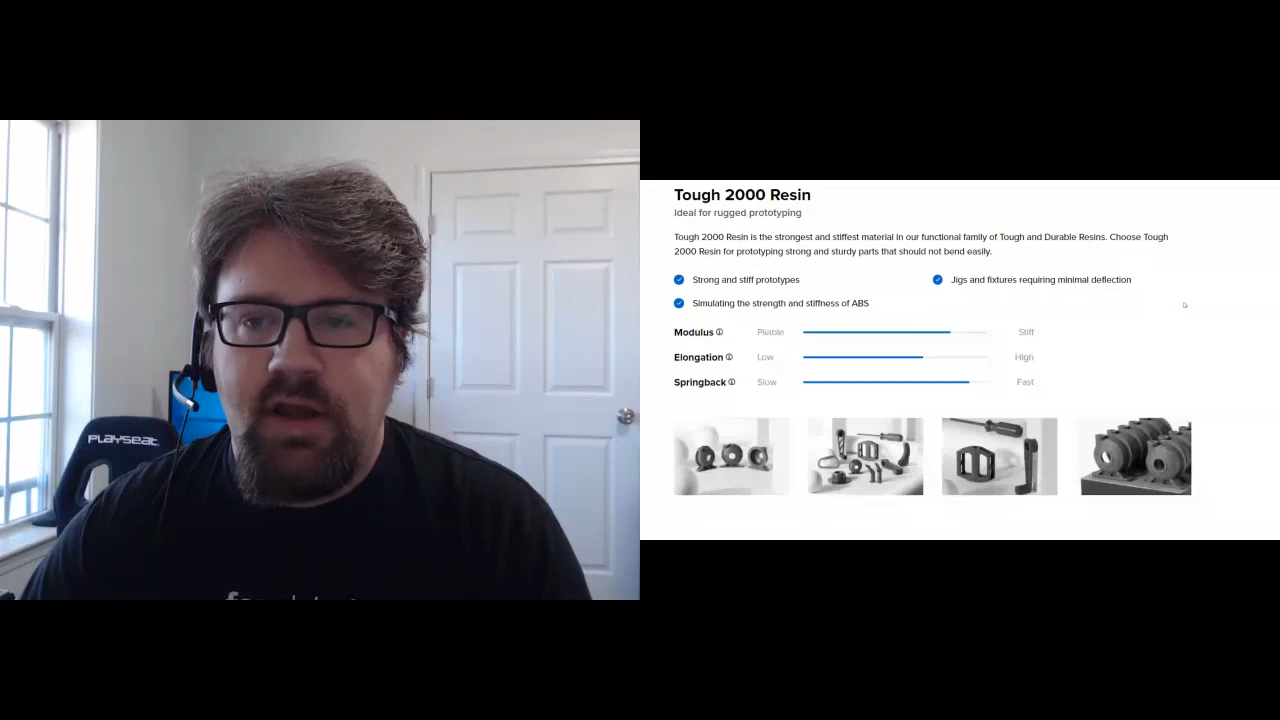 PLAYSEAT
Tough 2000 Resin
Ideal for rugged prototyping
Tough 2000 Resin is the strongest and stiffest material in our functional family of Tough and Durable Resins. Choose Tough
2000 Resin for prototyping strong and sturdy parts that should not bend easily.
Strong and stiff prototypes
Jigs and fixtures requiring minimal deflection
Simulating the strength and stiffness of ABS
Modulus Pliable Stiff
Elongation Low High
Springback Slow Fast